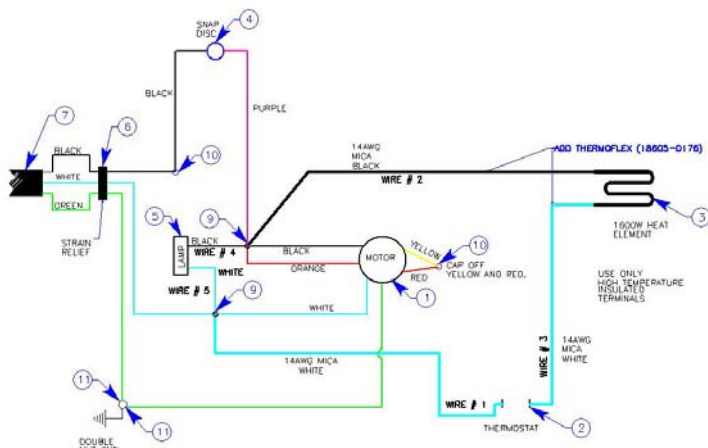 4
SNAP
DISC
7
6
BLACK
BLACK
PURPLE
10
14AWG
MICA
BLACK
ADD THERMOFLEX (18605-0176)
WIRE # 2
WHITE
GREEN
STRAIN
RELIEF
5
9
3
1600W HEAT
ELEMENT
LAMP
BLACK
WIRE # 4
BLACK
ORANGE
MOTOR
YELLOW
RED
10
CAP OFF
YELLOW AND RED.
1
WHITE
WIRE # 5
9
WHITE
USE ONLY
HIGH TEMPERATURE
INSULATED
TERMINALS
WIRE # 3
14AWG
MICA
WHITE
14AWG MICA
WHITE
11
11
WIRE # 1
THERMOSTAT
2
DOUBLE